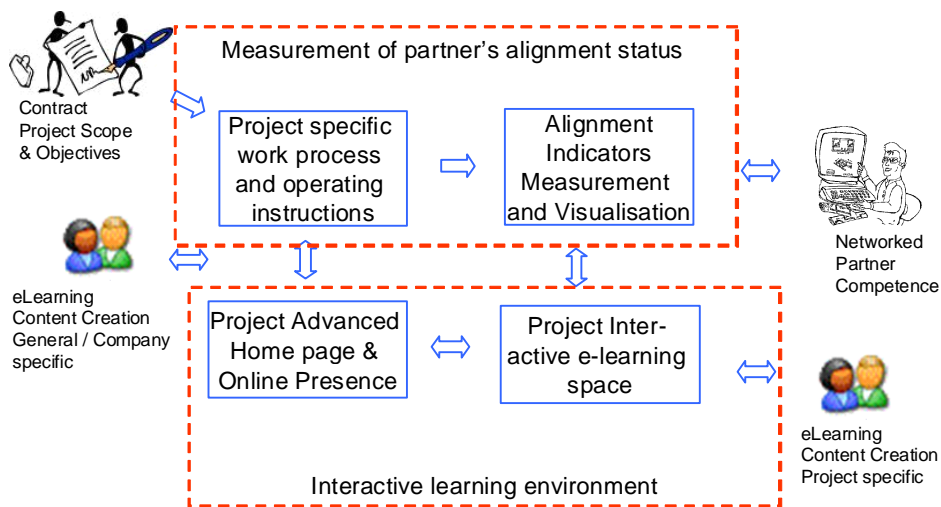 Measurement of partner's alignment status
Contract
Project Scope
& Objectives
Project specific
work process
and operating
instructions
Alignment
Indicators
Measurement
and Visualisation
Networked
Partner
Competence
eLearning
Content Creation
General / Company
specific
Project Advanced
Home page &
Online Presence
Project Inter-
active e-learning
space
eLearning
Content Creation
Project specific
Interactive learning environment